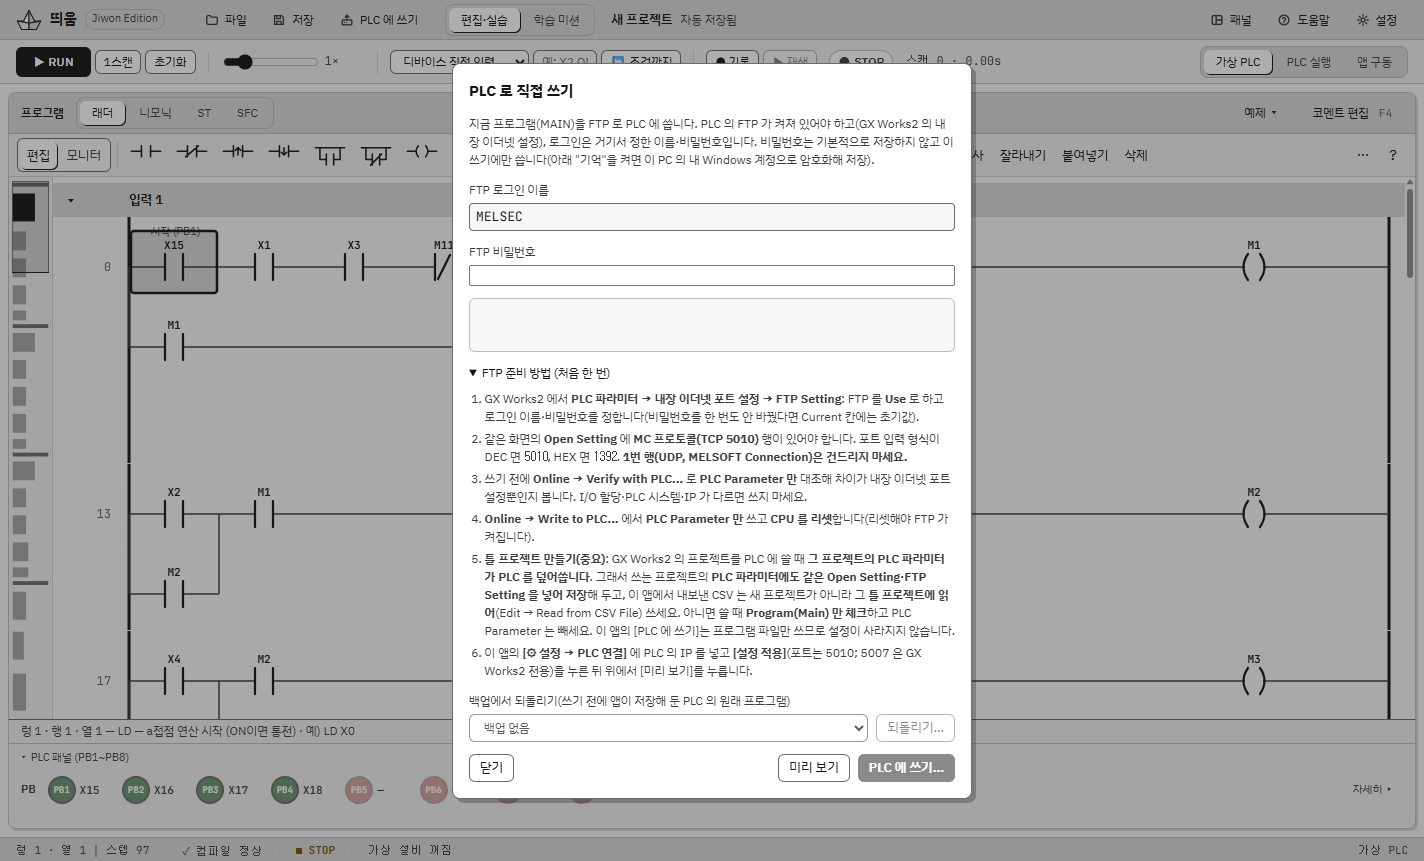 띄움 Jiwon Edition 파일 저장 PLC 에 쓰기 편집·실습 학습 미션 새 프로젝트 자동 저장됨 패널 도움말 설정
▶ RUN 1스캔 초기화 1× 디바이스 직접 입력 예: X2 조건까지 기록 재생 STOP 스캔 0 · 0.00s 가상 PLC PLC 실행 앱 구동
프로그램 래더 니모닉 ST SFC 예제 코멘트 편집 F4
편집 모니터 잘라내기 붙여넣기 삭제 ··· ?
입력 1
시작 (PB1)
X15 X1 X3 M11 M1
0
M1
X2 M1 M2
13
M2
X4 M2 M3
17
렁 1 · 행 1 · 열 1 — LD — a접점 연산 시작 (ON이면 통전) · 예) LD X0
PLC 패널 (PB1~PB8)
PB PB1 X15 PB2 X16 PB3 X17 PB4 X18 PB5 — PB6 자세히
렁 1 · 열 1 | 스텝 97 ✓ 컴파일 정상 ■ STOP 가상 설비 꺼짐 가상 PLC
PLC 로 직접 쓰기
지금 프로그램(MAIN)을 FTP 로 PLC 에 씁니다. PLC 의 FTP 가 켜져 있어야 하고(GX Works2 의 내
장 이더넷 설정), 로그인은 거기서 정한 이름·비밀번호입니다. 비밀번호는 기본적으로 저장하지 않고 이
쓰기에만 씁니다(아래 "기억"을 켜면 이 PC 의 내 Windows 계정으로 암호화해 저장).
FTP 로그인 이름
MELSEC
FTP 비밀번호
▼ FTP 준비 방법 (처음 한 번)
1. GX Works2 에서 PLC 파라미터 → 내장 이더넷 포트 설정 → FTP Setting: FTP 를 Use 로 하고
로그인 이름·비밀번호를 정합니다(비밀번호를 한 번도 안 바꿨다면 Current 칸에는 초기값).
2. 같은 화면의 Open Setting 에 MC 프로토콜(TCP 5010) 행이 있어야 합니다. 포트 입력 형식이
DEC 면 5010, HEX 면 1392. 1번 행(UDP, MELSOFT Connection)은 건드리지 마세요.
3. 쓰기 전에 Online → Verify with PLC... 로 PLC Parameter 만 대조해 차이가 내장 이더넷 포트
설정뿐인지 봅니다. I/O 할당·PLC 시스템·IP 가 다르면 쓰지 마세요.
4. Online → Write to PLC... 에서 PLC Parameter 만 쓰고 CPU 를 리셋합니다(리셋해야 FTP 가
켜집니다).
5. 틀 프로젝트 만들기(중요): GX Works2 의 프로젝트를 PLC 에 쓸 때 그 프로젝트의 PLC 파라미터
가 PLC 를 덮어씁니다. 그래서 쓰는 프로젝트의 PLC 파라미터에도 같은 Open Setting·FTP
Setting 을 넣어 저장해 두고, 이 앱에서 내보낸 CSV 는 새 프로젝트가 아니라 그 틀 프로젝트에 읽
어(Edit → Read from CSV File) 쓰세요. 아니면 쓸 때 Program(Main) 만 체크하고 PLC
Parameter 는 빼세요. 이 앱의 [PLC 에 쓰기]는 프로그램 파일만 쓰므로 설정이 사라지지 않습니다.
6. 이 앱의 [⚙ 설정 → PLC 연결] 에 PLC 의 IP 를 넣고 [설정 적용](포트는 5010; 5007 은 GX
Works2 전용)을 누른 뒤 위에서 [미리 보기]를 누릅니다.
백업에서 되돌리기(쓰기 전에 앱이 저장해 둔 PLC 의 원래 프로그램)
백업 없음 되돌리기...
닫기 미리 보기 PLC 에 쓰기...